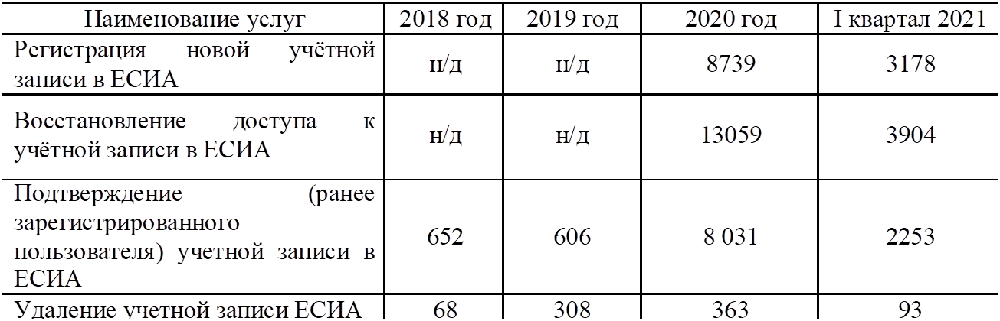 Наименование услуг 2018 год 2019 год 2020 год I квартал 2021
Регистрация новой учётной
записи в ЕСИА н/д н/д 8739 3178
Восстановление доступа к
учётной записи в ЕСИА н/д н/д 13059 3904
Подтверждение (ранее
зарегистрированного
пользователя) учетной записи в
ЕСИА 652 606 8 031 2253
Удаление учетной записи ЕСИА 68 308 363 93